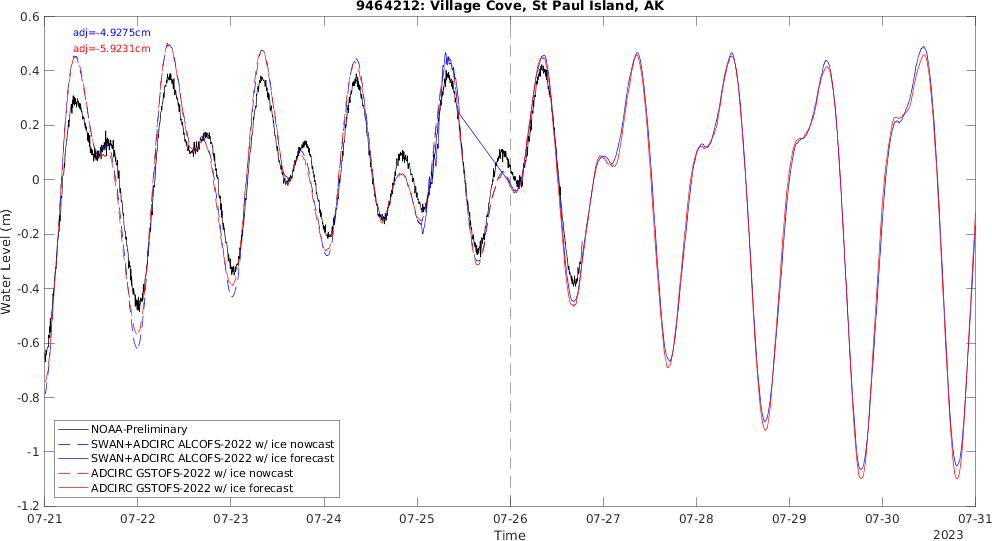 9464212: Village Cove, St Paul Island, AK
adj=-4.9275cm
adj=-5.9231cm
Water Level (m)
0.6
0.4
0.2
0
-0.2
-0.4
-0.6
-0.8
-1
-1.2
NOAA-Preliminary
SWAN+ADCIRC ALCOFS-2022 w/ ice nowcast
SWAN+ADCIRC ALCOFS-2022 w/ ice forecast
ADCIRC GSTOFS-2022 w/ ice nowcast
ADCIRC GSTOFS-2022 w/ ice forecast
07-21 07-22 07-23 07-24 07-25 07-26 07-27 07-28 07-29 07-30 07-31
Time
2023